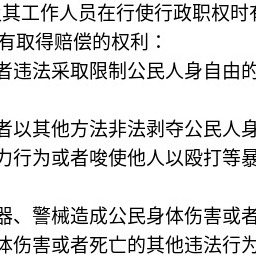 其工作人员在行使行政职权时
有取得赔偿的权利：
者违法采取限制公民人身自由的
者以其他方法非法剥夺公民人身
力行为或者唆使他人以殴打等暴
器、警械造成公民身体伤害或者
体伤害或者死亡的其他违法行为